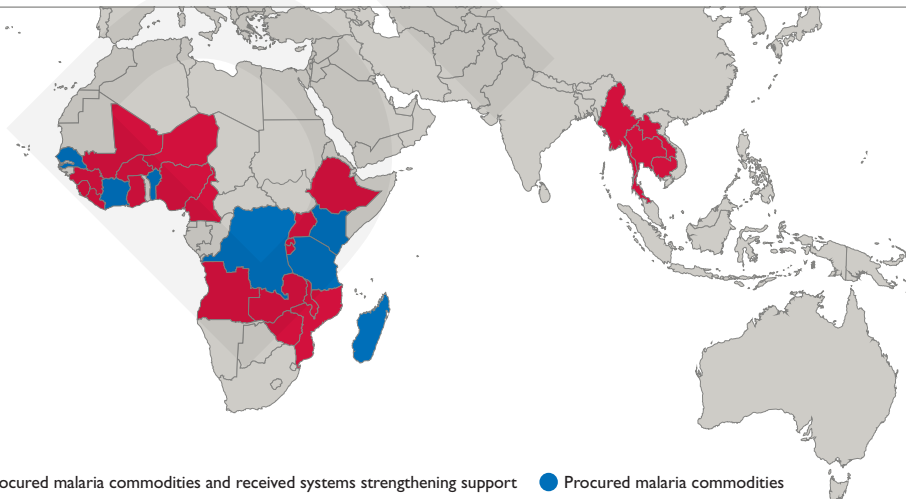 ocured malaria commodities and received systems strengthening support Procured malaria commodities